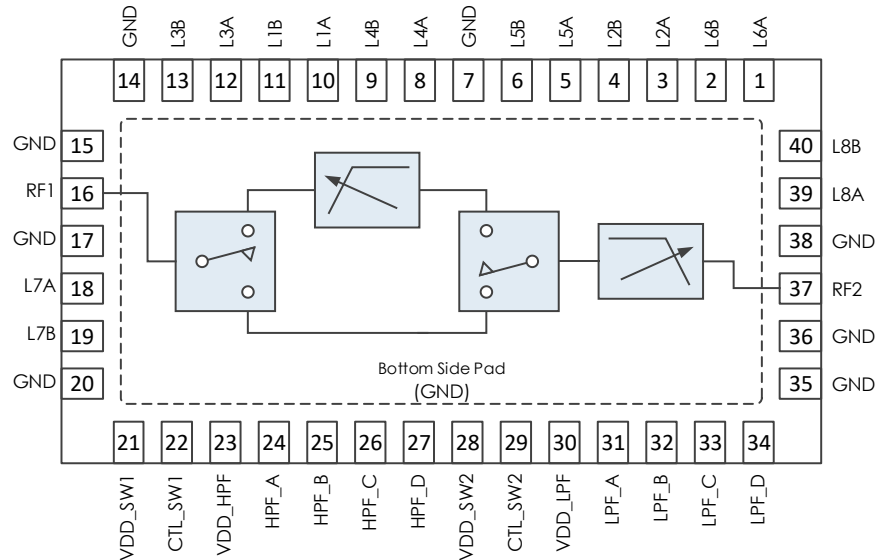 GND L3B L3A L1B L1A L4B L4A GND L5B L5A L2B L2A L6B L6A
14 13 12 11 10 9 8 7 6 5 4 3 2 1
GND 15
RF1 16
GND 17
L7A 18
L7B 19
GND 20
40 L8B
39 L8A
38 GND
37 RF2
36 GND
35 GND
Bottom Side Pad
(GND)
21 22 23 24 25 26 27 28 29 30 31 32 33 34
VDD_SW1 CTL_SW1 VDD_HPF HPF_A HPF_B HPF_C HPF_D VDD_SW2 CTL_SW2 VDD_LPF LPF_A LPF_B LPF_C LPF_D